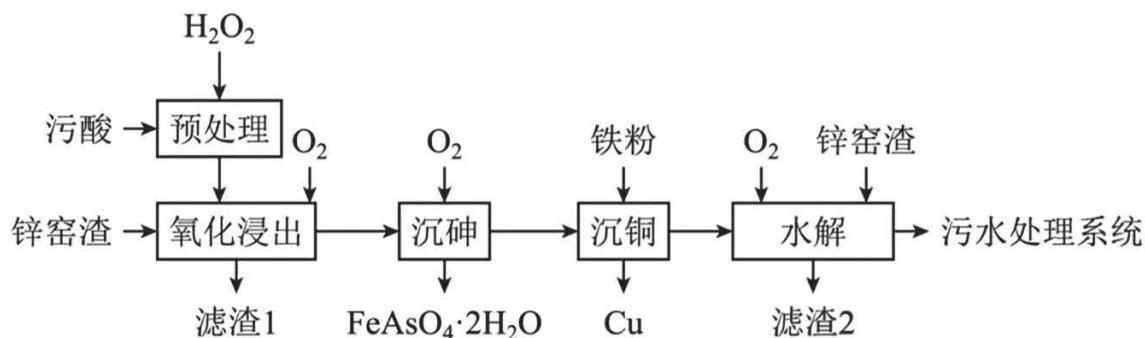 H₂O₂
污酸
预处理
O₂
O₂
铁粉
O₂
锌窑渣
锌窑渣
氧化浸出
沉砷
沉铜
水解
污水处理系统
滤渣1
FeAsO₄·2H₂O
Cu
滤渣2